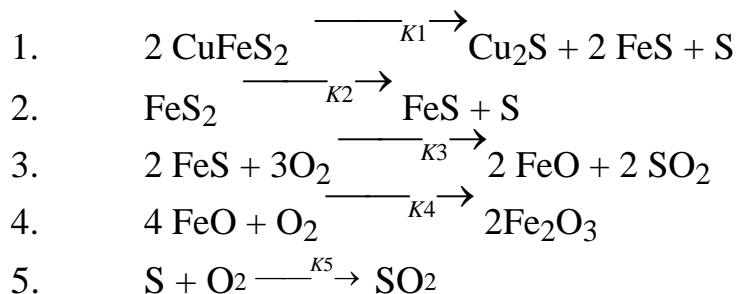 1. 2 CuFeS₂ ⟶K1 Cu₂S + 2 FeS + S
2. FeS₂ ⟶K2 FeS + S
3. 2 FeS + 3O₂ ⟶K3 2 FeO + 2 SO₂
4. 4 FeO + O₂ ⟶K4 2Fe₂O₃
5. S + O₂ ⟶K5 SO₂